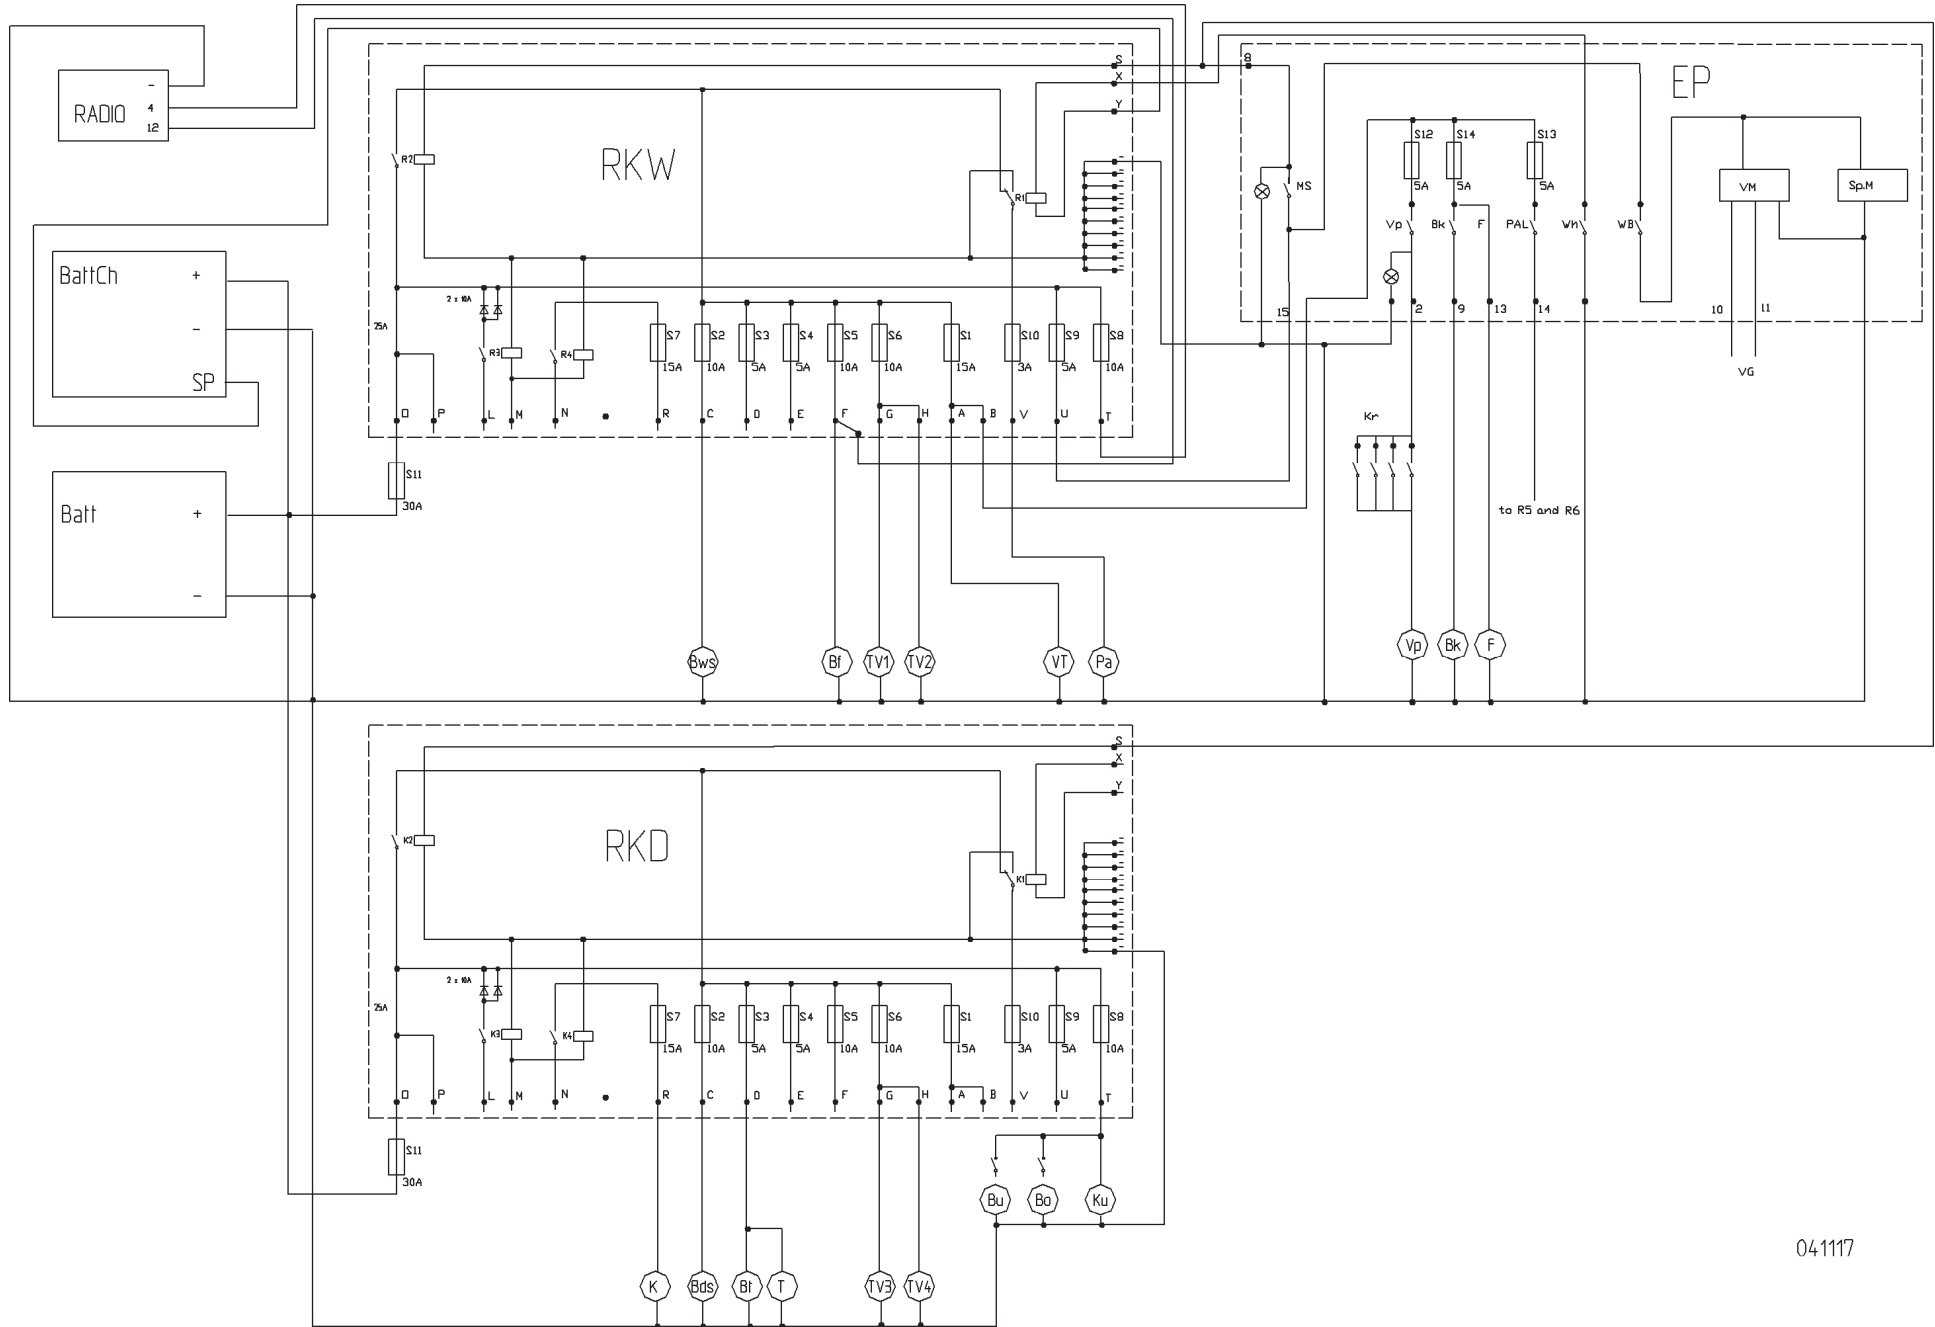 RADIO
-
4
12
BattCh
+
-
SP
Batt
+
-
RKW
S
X
Y
R2
R1
2 x 10A
25A
R3
R4
S7
15A
S2
10A
S3
5A
S4
5A
S5
10A
S6
10A
S1
15A
S10
3A
S9
5A
S8
10A
O
P
L
M
N
R
C
D
E
F
G
H
A
B
V
U
T
S11
30A
EP
8
MS
S12
5A
S14
5A
S13
5A
Vp
Bk
F
PAL
Wh
WB
VM
Sp.M
15
2
9
13
14
10
11
VG
Kr
to R5 and R6
Bws
Bf
TV1
TV2
VT
Pa
Vp
Bk
F
RKD
S
X
Y
K2
K1
2 x 10A
25A
K3
K4
S7
15A
S2
10A
S3
5A
S4
5A
S5
10A
S6
10A
S1
15A
S10
3A
S9
5A
S8
10A
O
P
L
M
N
R
C
D
E
F
G
H
A
B
V
U
T
S11
30A
Bu
Bo
Ku
K
Bds
Bt
T
TV3
TV4
041117